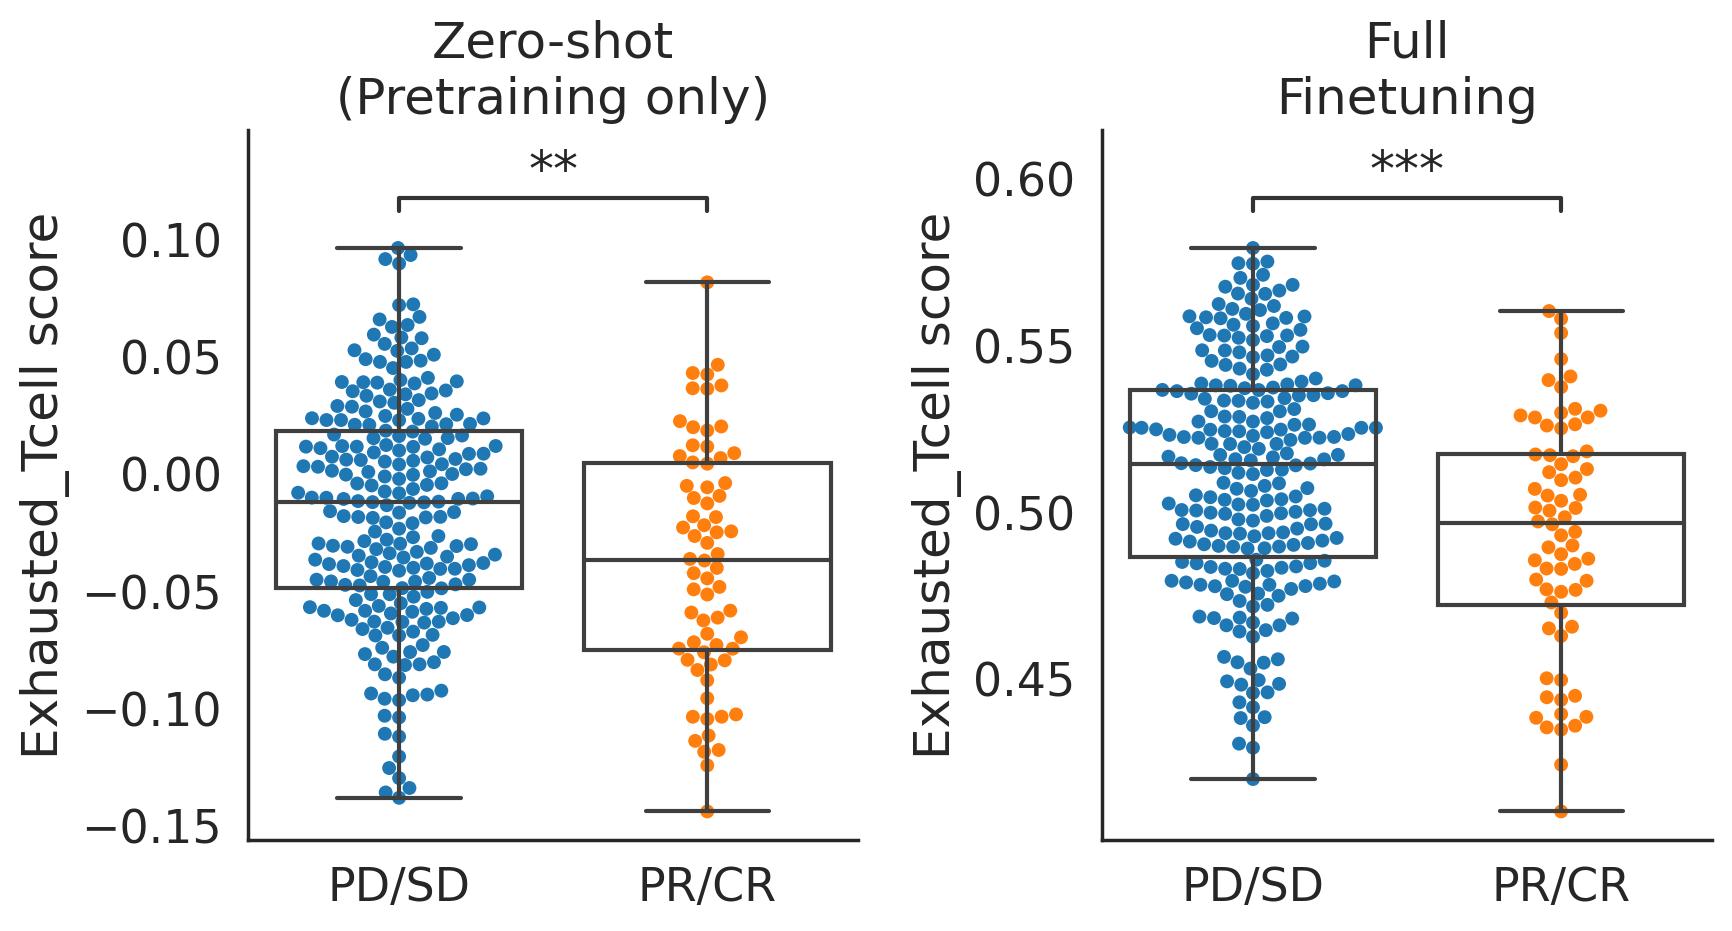 Zero-shot
(Pretraining only)
**
Exhausted_Tcell score
0.10
0.05
0.00
−0.05
−0.10
−0.15
PD/SD PR/CR
Full
Finetuning
***
Exhausted_Tcell score
0.60
0.55
0.50
0.45
PD/SD PR/CR